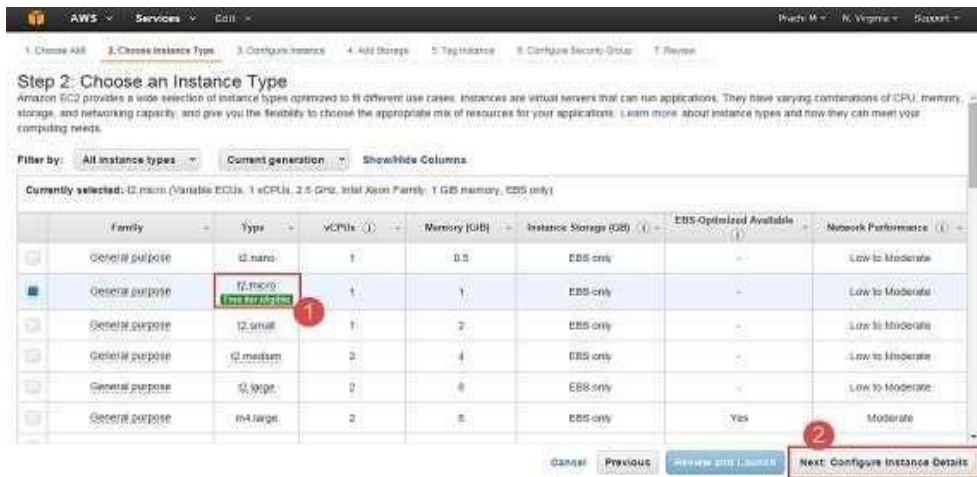 AWS Services Edit Prachi M N. Virginia Support
1. Choose AMI 2. Choose Instance Type 3. Configure Instance 4. Add Storage 5. Tag Instance 6. Configure Security Group 7. Review
Step 2: Choose an Instance Type
Amazon EC2 provides a wide selection of instance types optimized to fit different use cases. Instances are virtual servers that can run applications. They have varying combinations of CPU, memory,
storage, and networking capacity, and give you the flexibility to choose the appropriate mix of resources for your applications. Learn more about instance types and how they can meet your
computing needs.
Filter by: All instance types Current generation Show/Hide Columns
Currently selected: t2.micro (Variable ECUs, 1 vCPUs, 2.5 GHz, Intel Xeon Family, 1 GiB memory, EBS only)
Family Type vCPUs Memory (GiB) Instance Storage (GB) EBS-Optimized Available Network Performance
General purpose t2.nano 1 0.5 EBS only - Low to Moderate
General purpose t2.micro 1 1 EBS only - Low to Moderate
Free tier eligible
1
General purpose t2.small 1 2 EBS only - Low to Moderate
General purpose t2.medium 2 4 EBS only - Low to Moderate
General purpose t2.large 2 8 EBS only - Low to Moderate
General purpose m4.large 2 8 EBS only Yes Moderate
2
Cancel Previous Review and Launch Next: Configure Instance Details